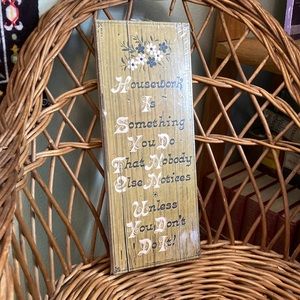 Housework
Is
Something
You Do
That Nobody
Else Notices
Unless
You Don't
Do It!